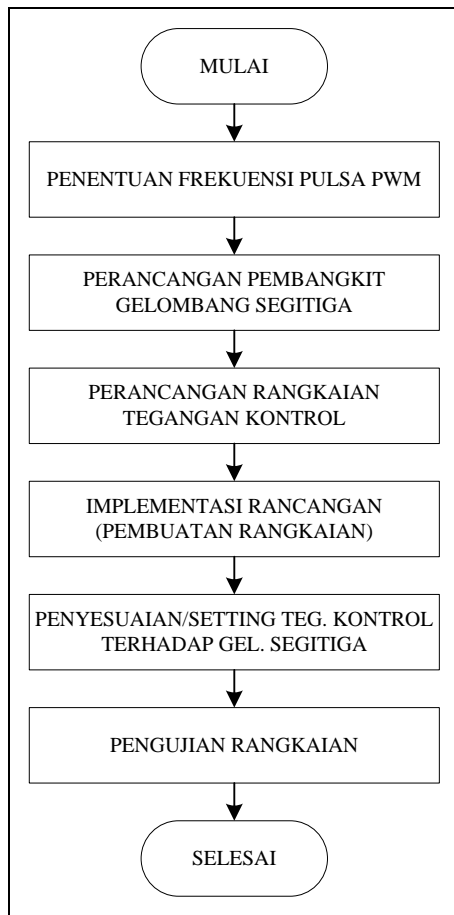 MULAI
PENENTUAN FREKUENSI PULSA PWM
PERANCANGAN PEMBANGKIT
GELOMBANG SEGITIGA
PERANCANGAN RANGKAIAN
TEGANGAN KONTROL
IMPLEMENTASI RANCANGAN
(PEMBUATAN RANGKAIAN)
PENYESUAIAN/SETTING TEG. KONTROL
TERHADAP GEL. SEGITIGA
PENGUJIAN RANGKAIAN
SELESAI